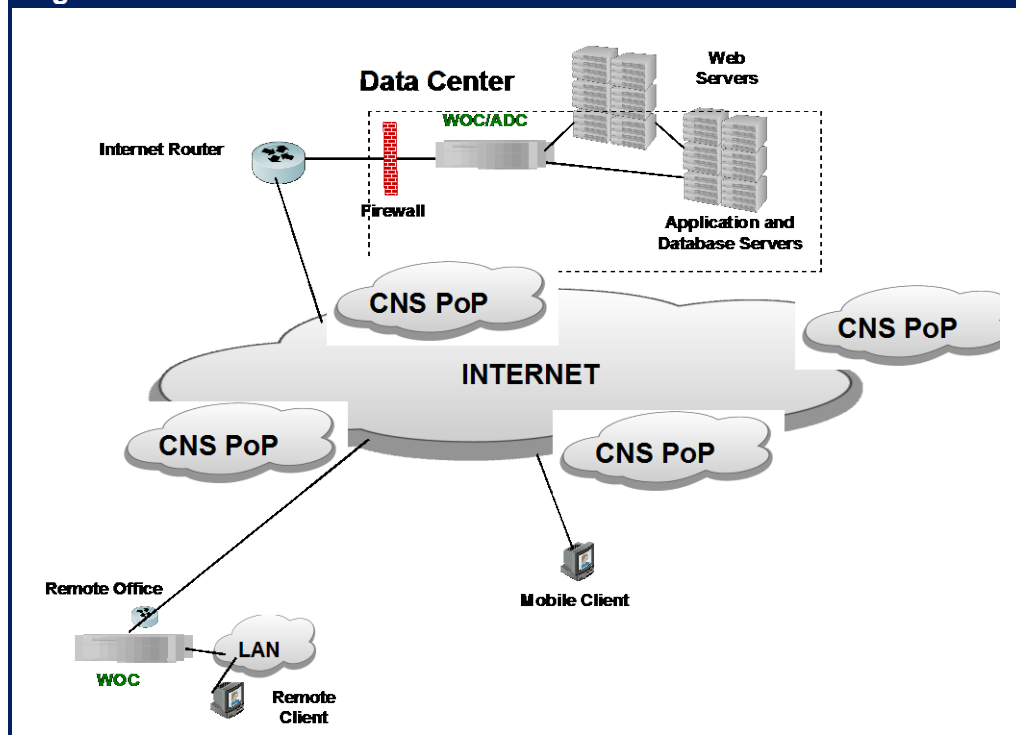 Web
Servers
Data Center
WOC/ADC
Internet Router
Firewall
Application and
Database Servers
CNS PoP
CNS PoP
INTERNET
CNS PoP
CNS PoP
Remote Office
Mobile Client
LAN
WOC
Remote
Client